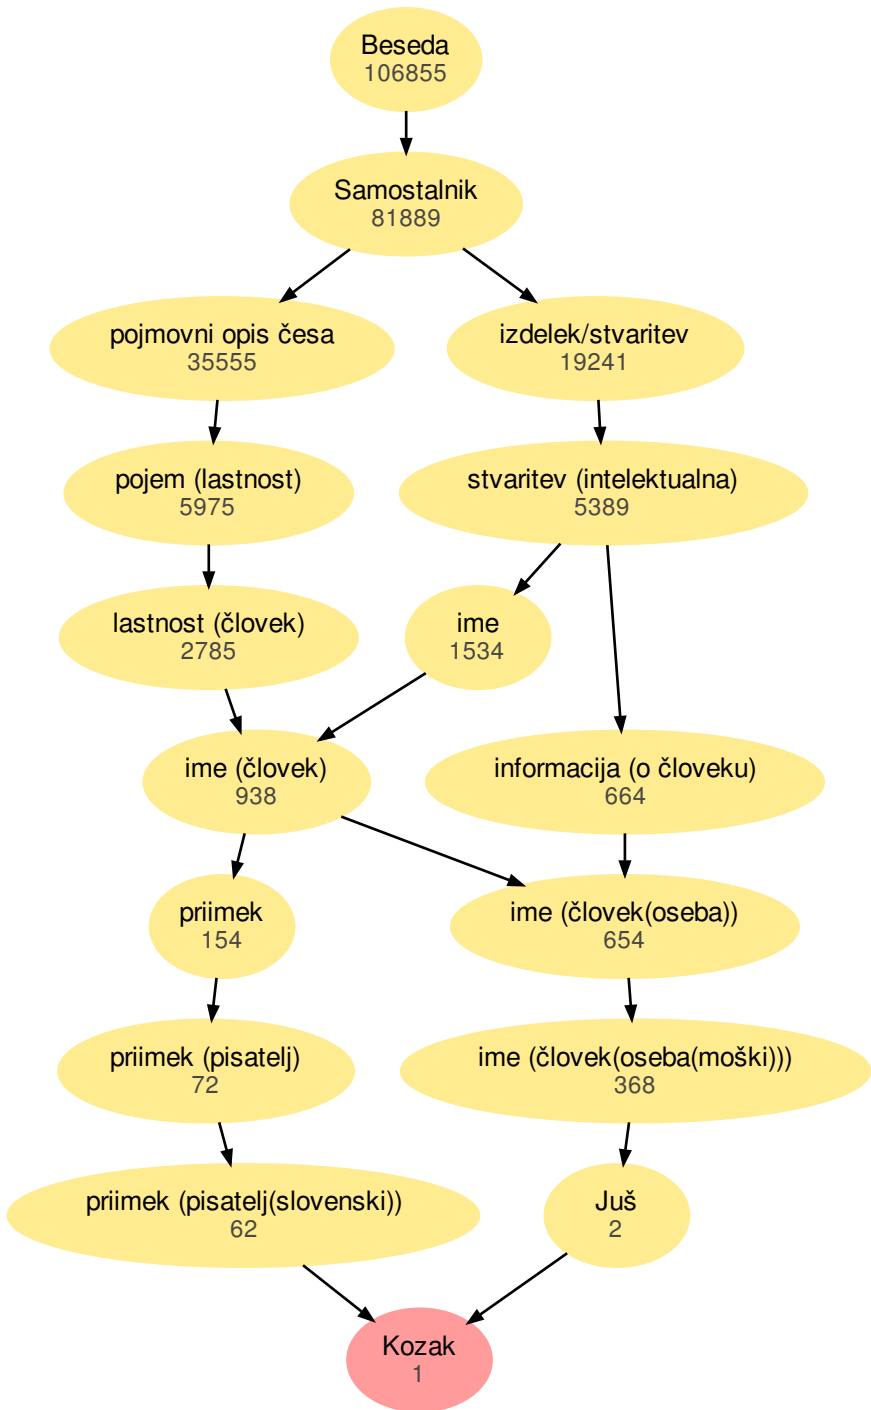 Beseda
106855
Samostalnik
81889
pojmovni opis česa
35555
izdelek/stvaritev
19241
pojem (lastnost)
5975
stvaritev (intelektualna)
5389
lastnost (človek)
2785
ime
1534
ime (človek)
938
informacija (o človeku)
664
priimek
154
ime (človek(oseba))
654
priimek (pisatelj)
72
ime (človek(oseba(moški)))
368
priimek (pisatelj(slovenski))
62
Juš
2
Kozak
1